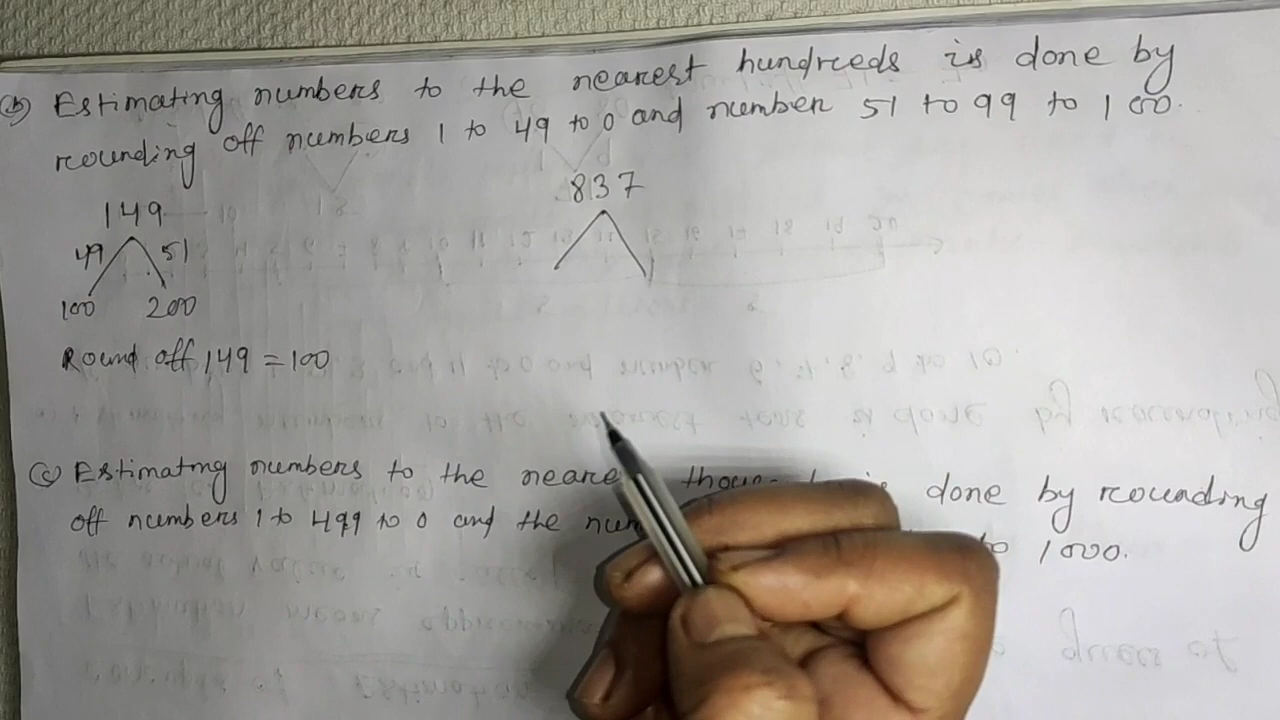 (b) Estimating numbers to the nearest hundreds is done by
rounding off numbers 1 to 49 to 0 and number 51 to 99 to 100.
149
49 51
100 200
Round off 149 = 100
837
(c) Estimating numbers to the neare done by rounding
off numbers 1 to 499 to 0 and the num to 1000.